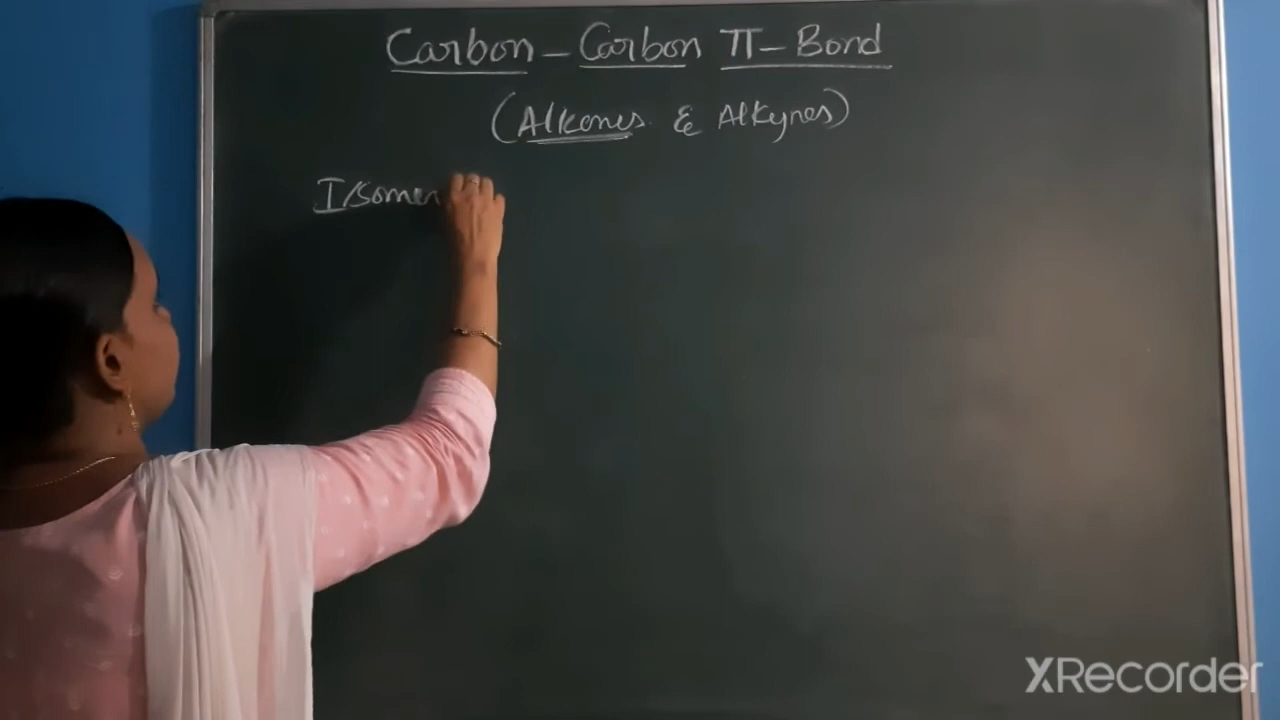 Carbon - Carbon π - Bond
(Alkenes & Alkynes)
Isomer
XRecorder